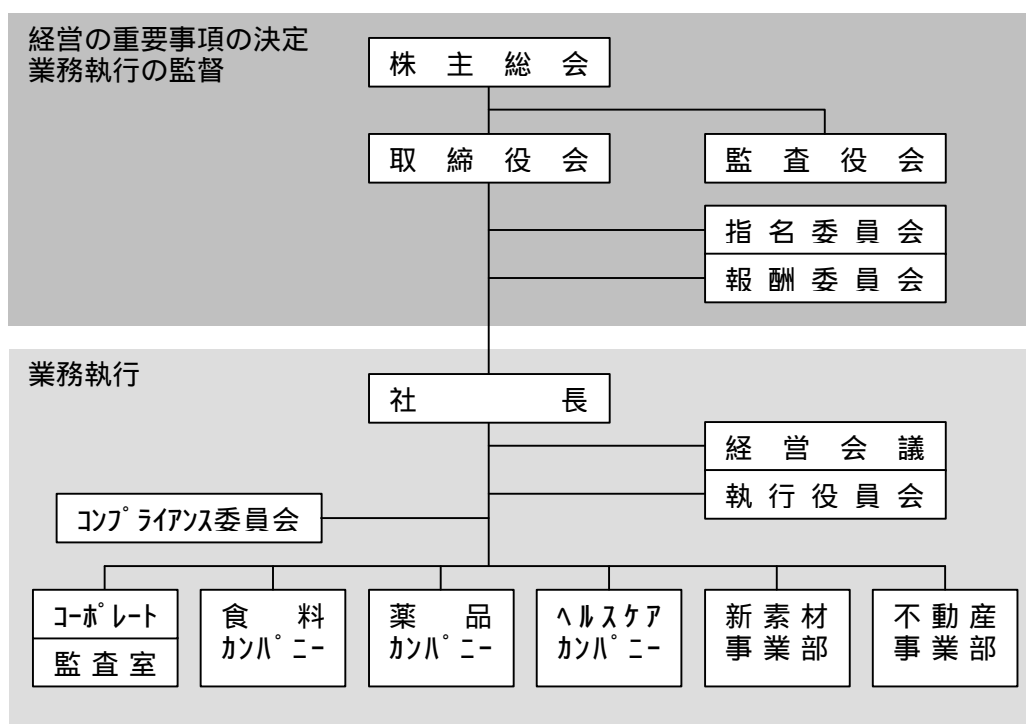 経営の重要事項の決定
業務執行の監督
株主総会
取締役会
監査役会
指名委員会
報酬委員会
業務執行
社長
経営会議
執行役員会
ｺﾝﾌﾟﾗｲｱﾝｽ委員会
ｺｰﾎﾟﾚｰﾄ
監査室
食料
ｶﾝﾊﾟﾆｰ
薬品
ｶﾝﾊﾟﾆｰ
ﾍﾙｽｹｱ
ｶﾝﾊﾟﾆｰ
新素材
事業部
不動産
事業部